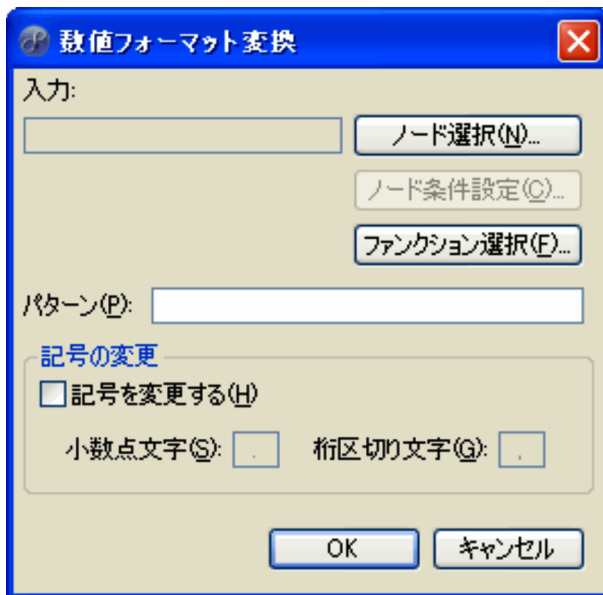 数値フォーマット変換
入力:
ノード選択(N)...
ノード条件設定(C)...
ファンクション選択(F)...
パターン(P):
記号の変更
記号を変更する(H)
小数点文字(S): . 桁区切り文字(G): ,
OK キャンセル